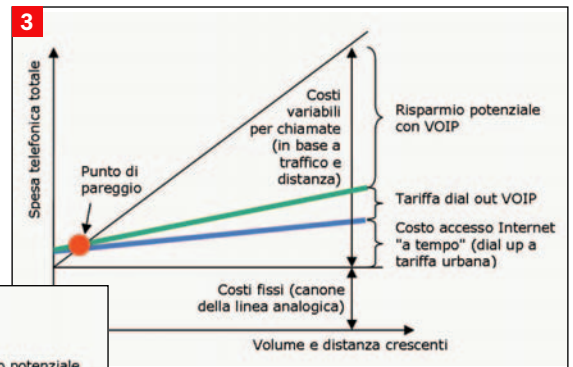 3
Spesa telefonica totale
Costi
variabili
per chiamate
(in base a
traffico e
distanza)
Risparmio potenziale
con VOIP
Punto di
pareggio
Tariffa dial out VOIP
Costo accesso Internet
"a tempo" (dial up a
tariffa urbana)
Costi fissi (canone
della linea analogica)
Volume e distanza crescenti
potenziale